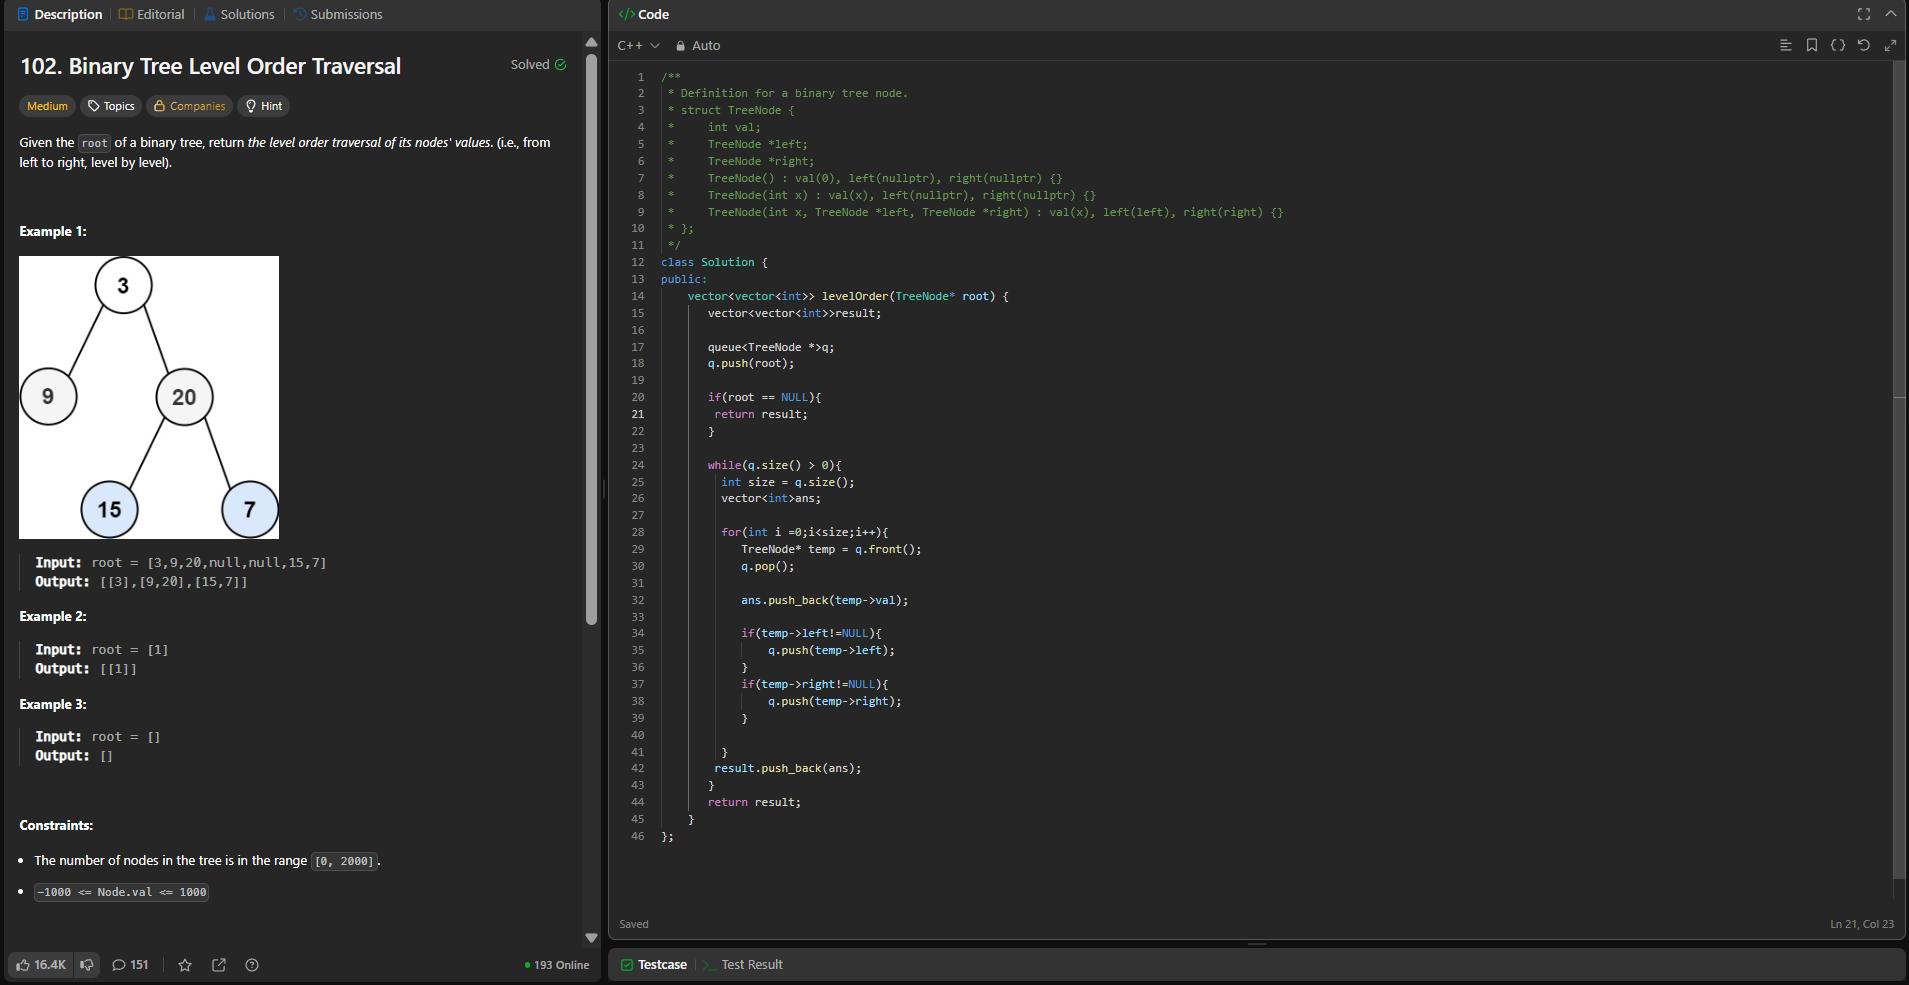 Description
Editorial
Solutions
Submissions
102. Binary Tree Level Order Traversal
Solved
Medium
Topics
Companies
Hint
Given the root of a binary tree, return the level order traversal of its nodes' values. (i.e., from
left to right, level by level).
Example 1:
3
9
20
15
7
Input: root = [3,9,20,null,null,15,7]
Output: [[3],[9,20],[15,7]]
Example 2:
Input: root = [1]
Output: [[1]]
Example 3:
Input: root = []
Output: []
Constraints:
• The number of nodes in the tree is in the range [0, 2000].
• -1000 <= Node.val <= 1000
16.4K
151
193 Online
</> Code
C++
Auto
1 /**
2 * Definition for a binary tree node.
3 * struct TreeNode {
4 *     int val;
5 *     TreeNode *left;
6 *     TreeNode *right;
7 *     TreeNode() : val(0), left(nullptr), right(nullptr) {}
8 *     TreeNode(int x) : val(x), left(nullptr), right(nullptr) {}
9 *     TreeNode(int x, TreeNode *left, TreeNode *right) : val(x), left(left), right(right) {}
10 * };
11 */
12 class Solution {
13 public:
14     vector<vector<int>> levelOrder(TreeNode* root) {
15        vector<vector<int>>result;
16
17        queue<TreeNode *>q;
18        q.push(root);
19
20        if(root == NULL){
21         return result;
22        }
23
24        while(q.size() > 0){
25          int size = q.size();
26          vector<int>ans;
27
28          for(int i =0;i<size;i++){
29             TreeNode* temp = q.front();
30             q.pop();
31
32             ans.push_back(temp->val);
33
34             if(temp->left!=NULL){
35                 q.push(temp->left);
36             }
37             if(temp->right!=NULL){
38                 q.push(temp->right);
39             }
40
41          }
42         result.push_back(ans);
43        }
44        return result;
45     }
46 };
Saved
Ln 21, Col 23
Testcase
>_ Test Result